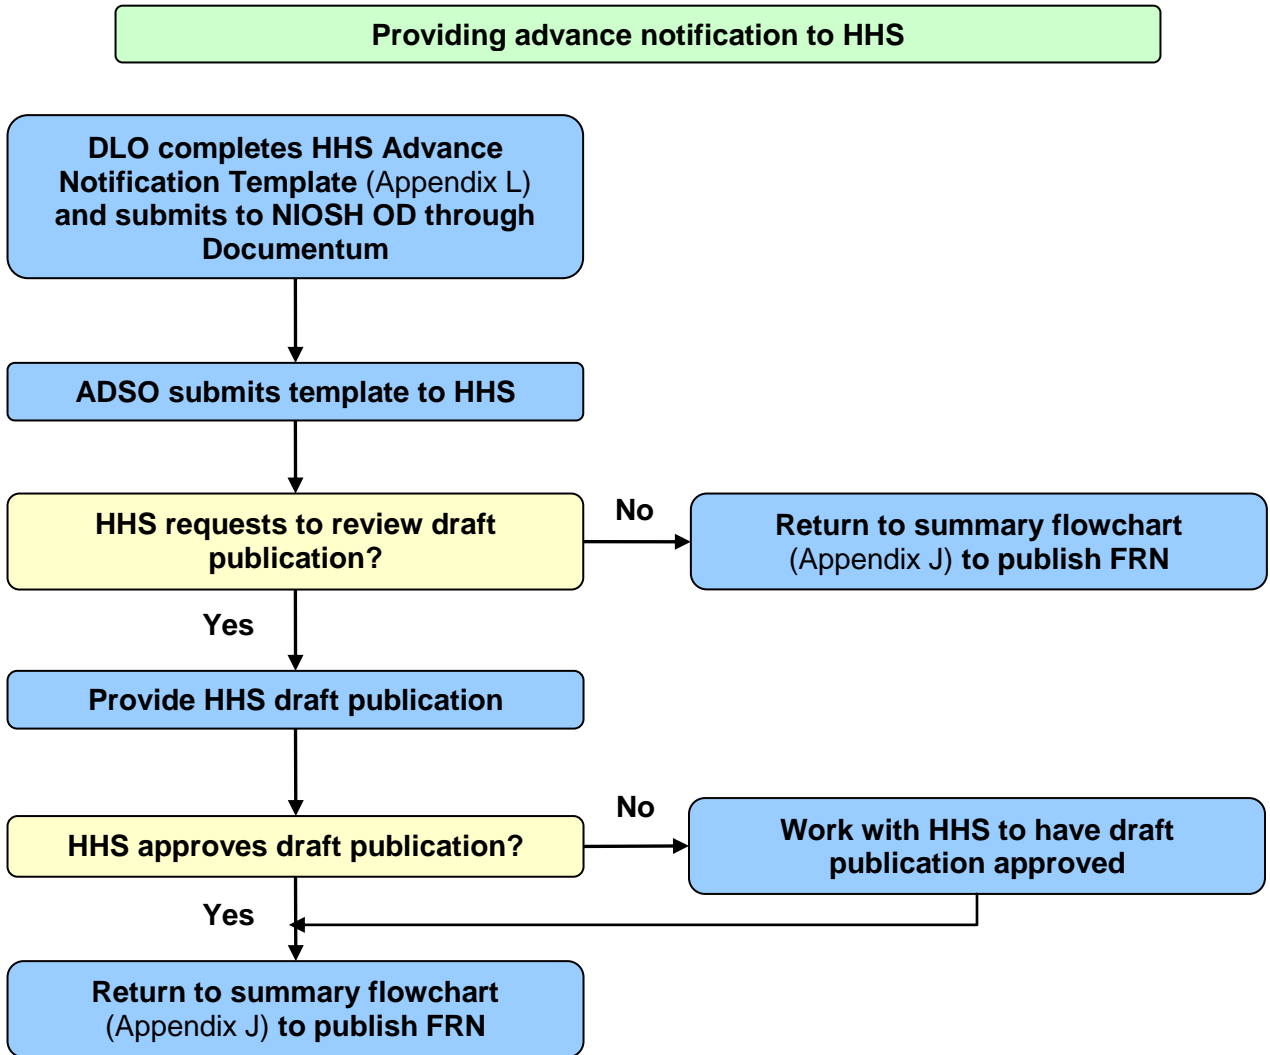 Providing advance notification to HHS
DLO completes HHS Advance
Notification Template (Appendix L)
and submits to NIOSH OD through
Documentum
ADSO submits template to HHS
HHS requests to review draft
publication?
No
Return to summary flowchart
(Appendix J) to publish FRN
Yes
Provide HHS draft publication
HHS approves draft publication?
No
Work with HHS to have draft
publication approved
Yes
Return to summary flowchart
(Appendix J) to publish FRN